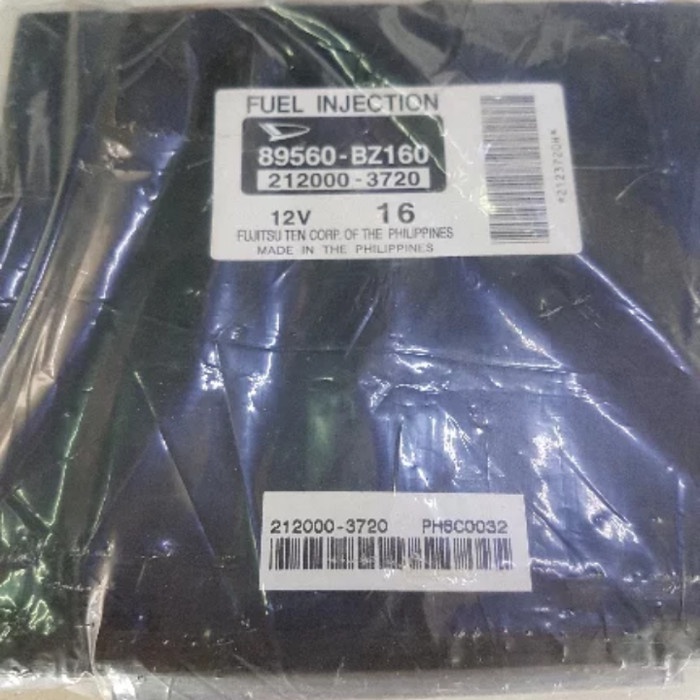 FUEL INJECTION
89560-BZ160
212000-3720
12V 16
FUJITSU TEN CORP. OF THE PHILIPPINES
MADE IN THE PHILIPPINES
*2123720H*
212000-3720 PH6C0032